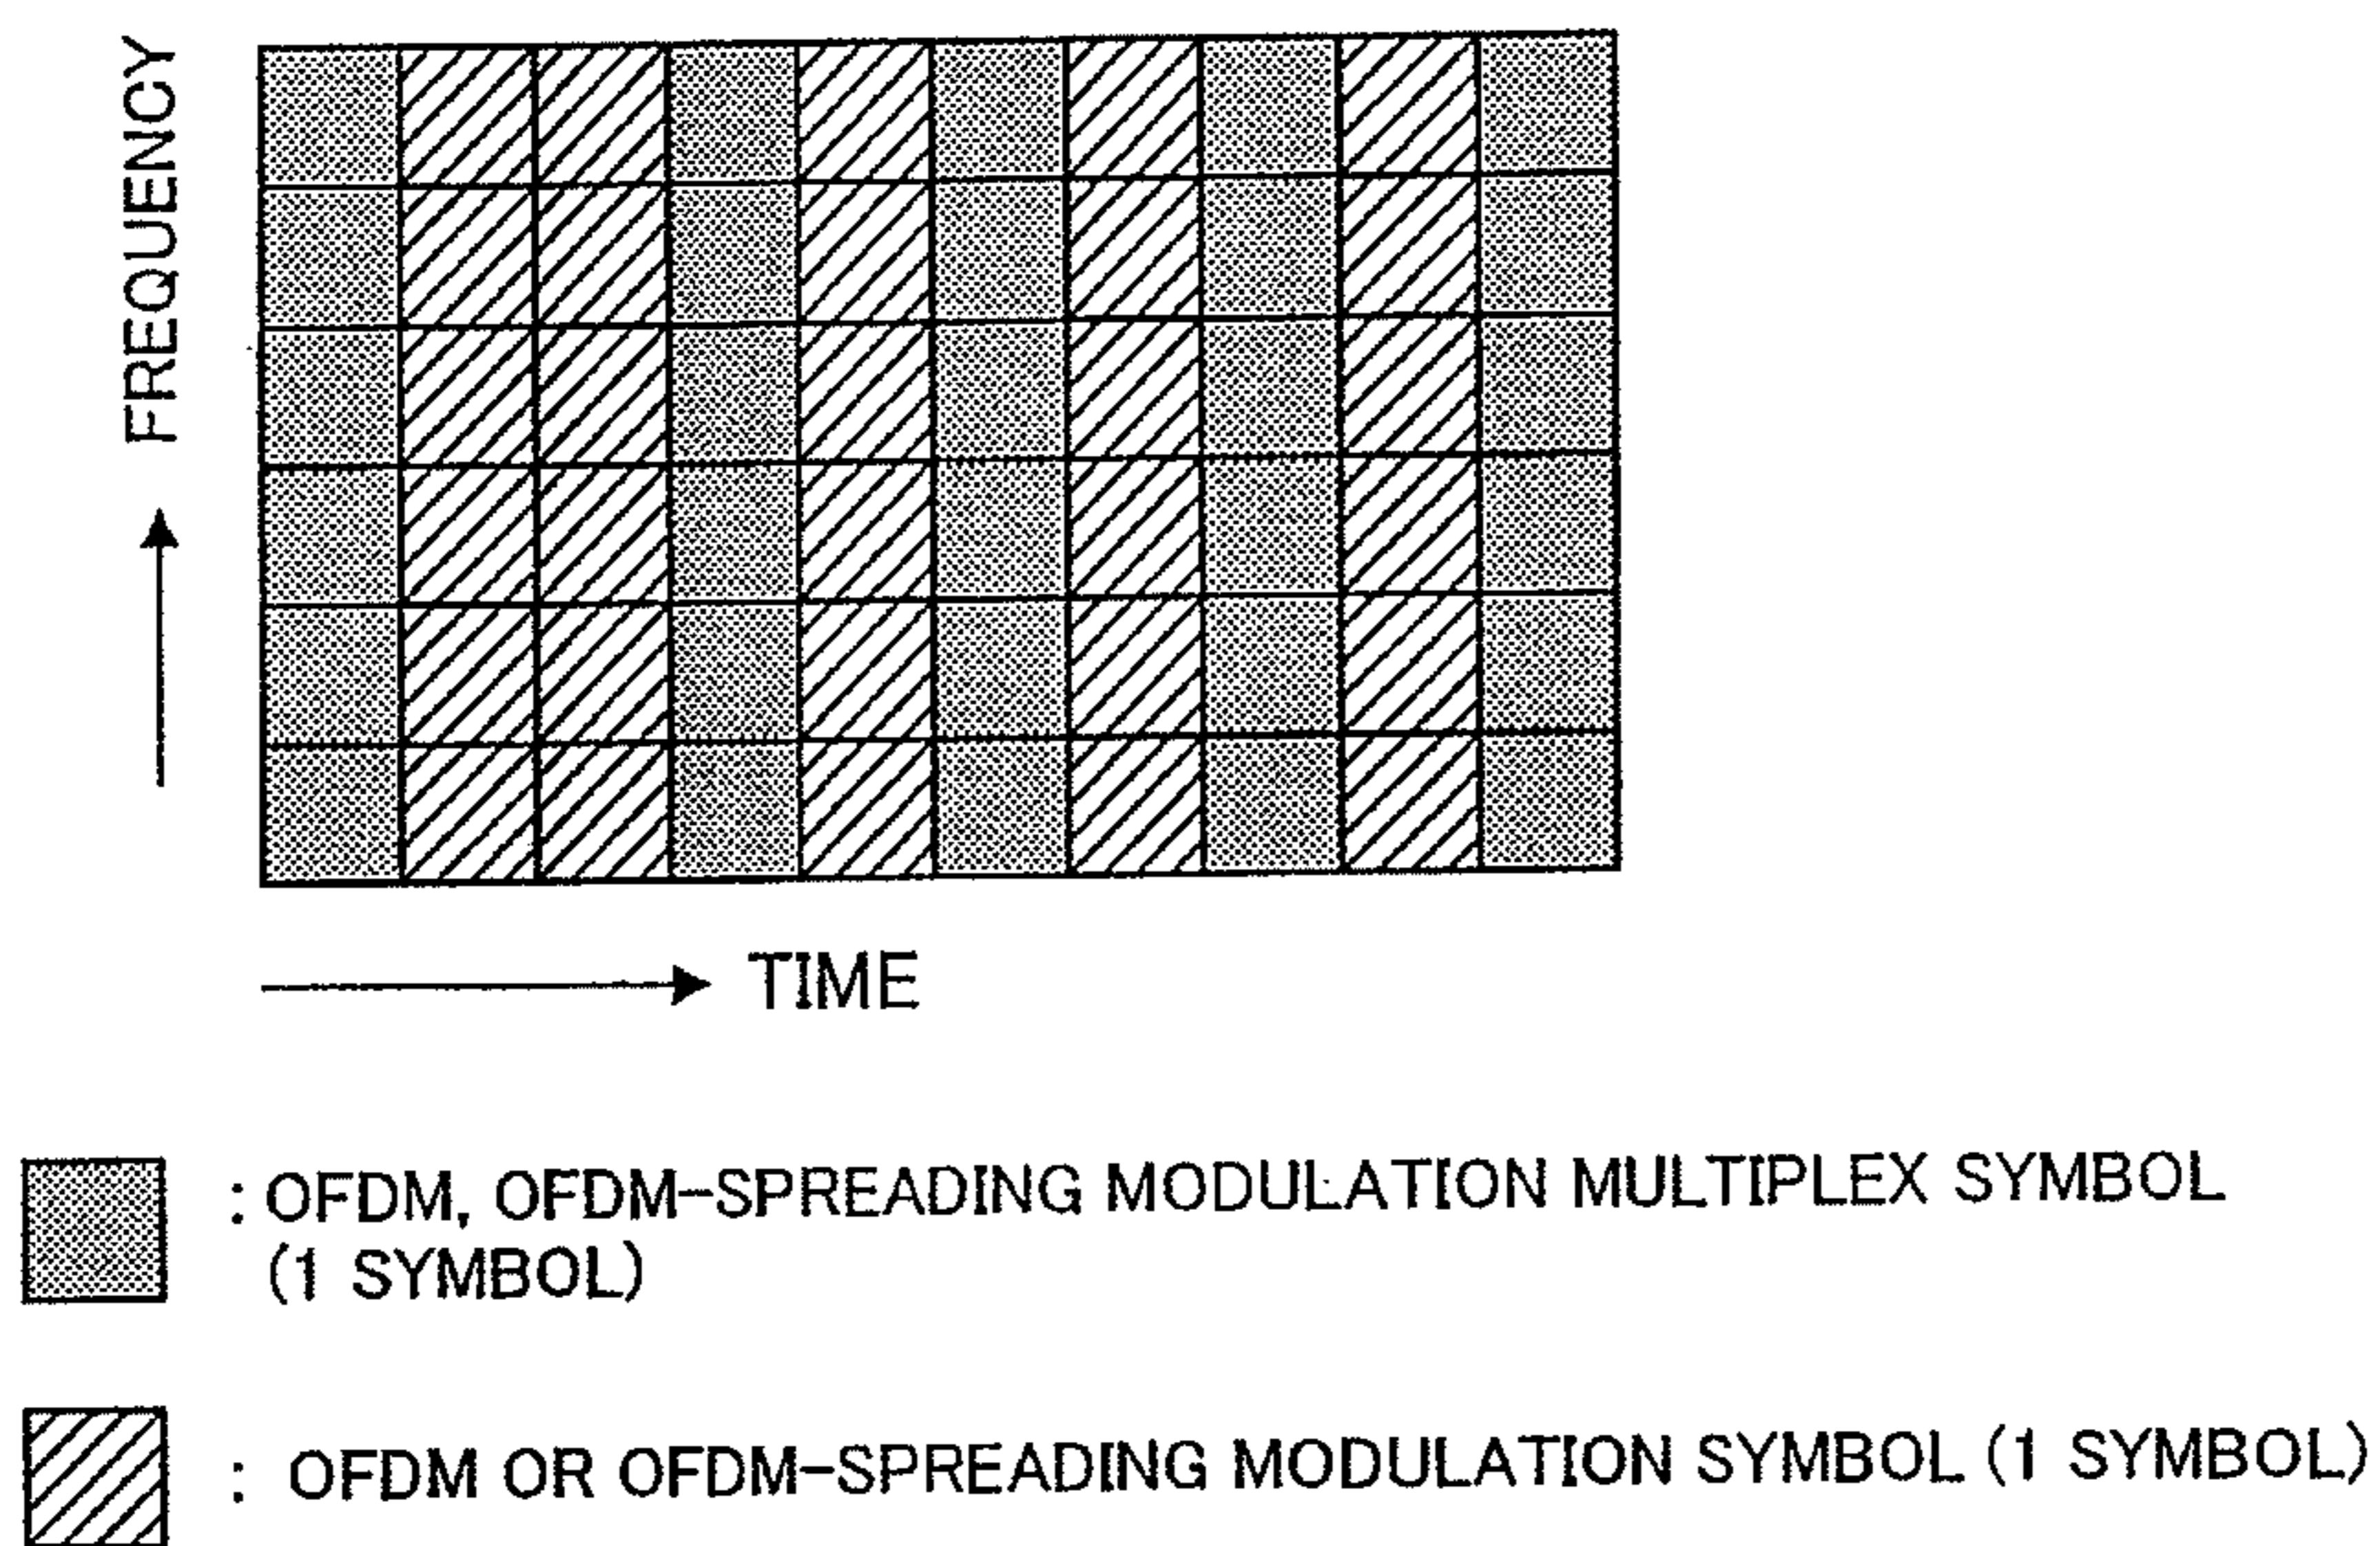 FREQUENCY
TIME
: OFDM, OFDM-SPREADING MODULATION MULTIPLEX SYMBOL
(1 SYMBOL)
: OFDM OR OFDM-SPREADING MODULATION SYMBOL (1 SYMBOL)